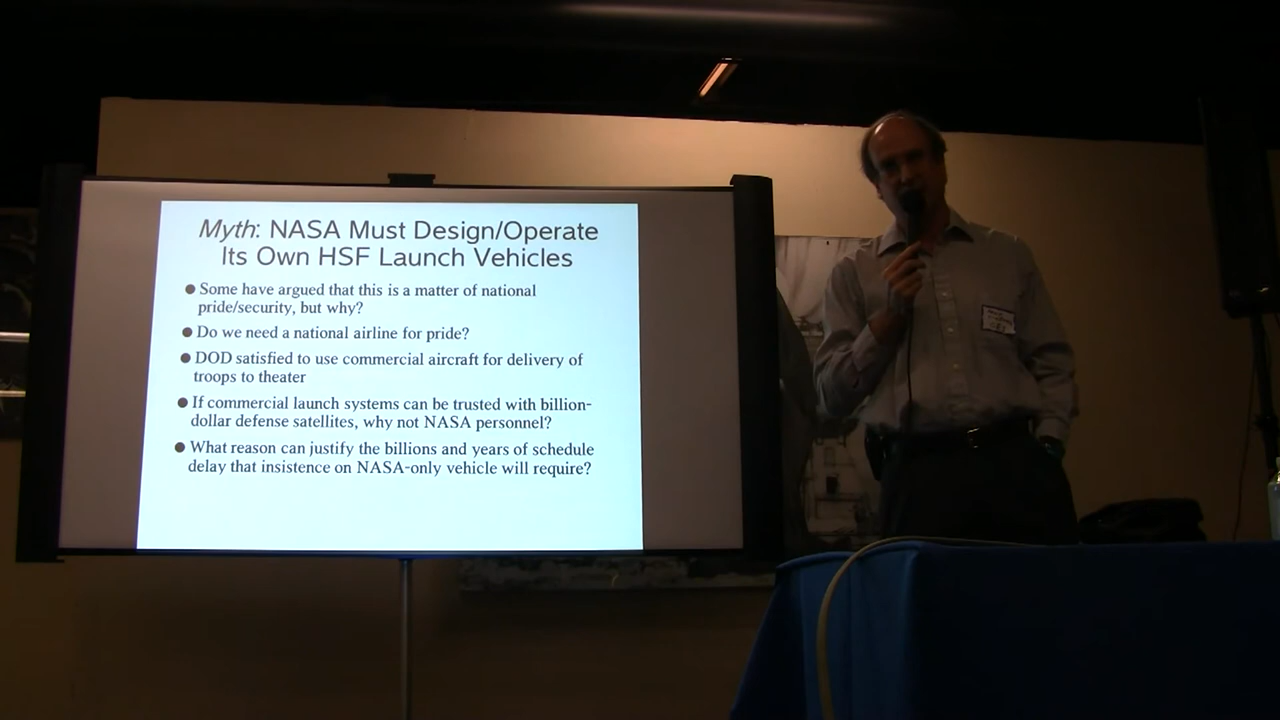 Myth: NASA Must Design/Operate
Its Own HSF Launch Vehicles
● Some have argued that this is a matter of national
pride/security, but why?
● Do we need a national airline for pride?
● DOD satisfied to use commercial aircraft for delivery of
troops to theater
● If commercial launch systems can be trusted with billion-
dollar defense satellites, why not NASA personnel?
● What reason can justify the billions and years of schedule
delay that insistence on NASA-only vehicle will require?